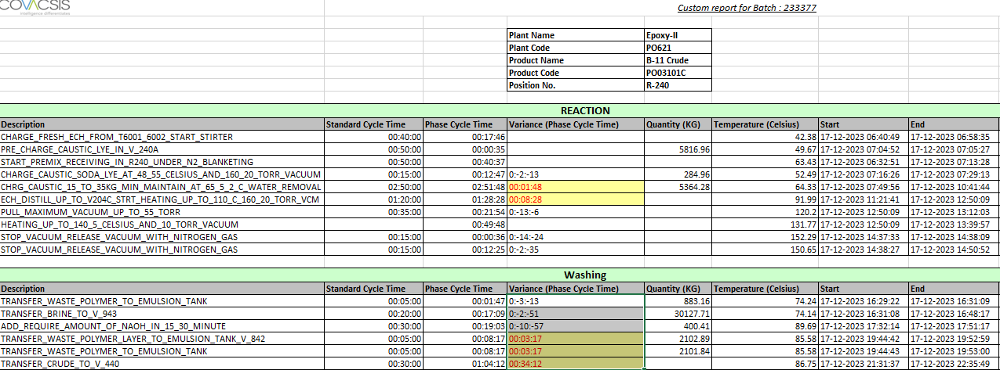 COVACSIS
intelligence differentiates
Custom report for Batch : 233377
Plant Name Epoxy-II
Plant Code PO621
Product Name B-11 Crude
Product Code PO03101C
Position No. R-240
REACTION
Description Standard Cycle Time Phase Cycle Time Variance (Phase Cycle Time) Quantity (KG) Temperature (Celsius) Start End
CHARGE_FRESH_ECH_FROM_T6001_6002_START_STIRTER 00:40:00 00:17:46 42.38 17-12-2023 06:40:49 17-12-2023 06:58:35
PRE_CHARGE_CAUSTIC_LYE_IN_V_240A 00:50:00 00:00:35 5816.96 49.67 17-12-2023 07:04:52 17-12-2023 07:05:27
START_PREMIX_RECEIVING_IN_R240_UNDER_N2_BLANKETING 00:50:00 00:40:37 63.43 17-12-2023 06:32:51 17-12-2023 07:13:28
CHARGE_CAUSTIC_SODA_LYE_AT_48_55_CELSIUS_AND_160_20_TORR_VACUUM 00:15:00 00:12:47 0:-2:-13 284.96 52.49 17-12-2023 07:16:26 17-12-2023 07:29:13
CHRG_CAUSTIC_15_TO_35KG_MIN_MAINTAIN_AT_65_5_2_C_WATER_REMOVAL 02:50:00 02:51:48 00:01:48 5364.28 64.33 17-12-2023 07:49:56 17-12-2023 10:41:44
ECH_DISTILL_UP_TO_V204C_STRT_HEATING_UP_TO_110_C_160_20_TORR_VCM 01:20:00 01:28:28 00:08:28 91.99 17-12-2023 11:21:41 17-12-2023 12:50:09
PULL_MAXIMUM_VACUUM_UP_TO_55_TORR 00:35:00 00:21:54 0:-13:-6 120.2 17-12-2023 12:50:09 17-12-2023 13:12:03
HEATING_UP_TO_140_5_CELSIUS_AND_10_TORR_VACUUM 00:49:48 131.77 17-12-2023 12:50:09 17-12-2023 13:39:57
STOP_VACUUM_RELEASE_VACUUM_WITH_NITROGEN_GAS 00:15:00 00:00:36 0:-14:-24 152.29 17-12-2023 14:37:33 17-12-2023 14:38:09
STOP_VACUUM_RELEASE_VACUUM_WITH_NITROGEN_GAS 00:15:00 00:12:25 0:-2:-35 150.65 17-12-2023 14:38:27 17-12-2023 14:50:52
Washing
Description Standard Cycle Time Phase Cycle Time Variance (Phase Cycle Time) Quantity (KG) Temperature (Celsius) Start End
TRANSFER_WASTE_POLYMER_TO_EMULSION_TANK 00:05:00 00:01:47 0:-3:-13 883.16 74.24 17-12-2023 16:29:22 17-12-2023 16:31:09
TRANSFER_BRINE_TO_V_943 00:20:00 00:17:09 0:-2:-51 30127.71 74.14 17-12-2023 16:31:08 17-12-2023 16:48:17
ADD_REQUIRE_AMOUNT_OF_NAOH_IN_15_30_MINUTE 00:30:00 00:19:03 0:-10:-57 400.41 89.69 17-12-2023 17:32:14 17-12-2023 17:51:17
TRANSFER_WASTE_POLYMER_LAYER_TO_EMULSION_TANK_V_842 00:05:00 00:08:17 00:03:17 2102.89 85.58 17-12-2023 19:44:42 17-12-2023 19:52:59
TRANSFER_WASTE_POLYMER_TO_EMULSION_TANK 00:05:00 00:08:17 00:03:17 2101.84 85.58 17-12-2023 19:44:43 17-12-2023 19:53:00
TRANSFER_CRUDE_TO_V_440 00:30:00 01:04:12 00:34:12 86.75 17-12-2023 21:31:37 17-12-2023 22:35:49